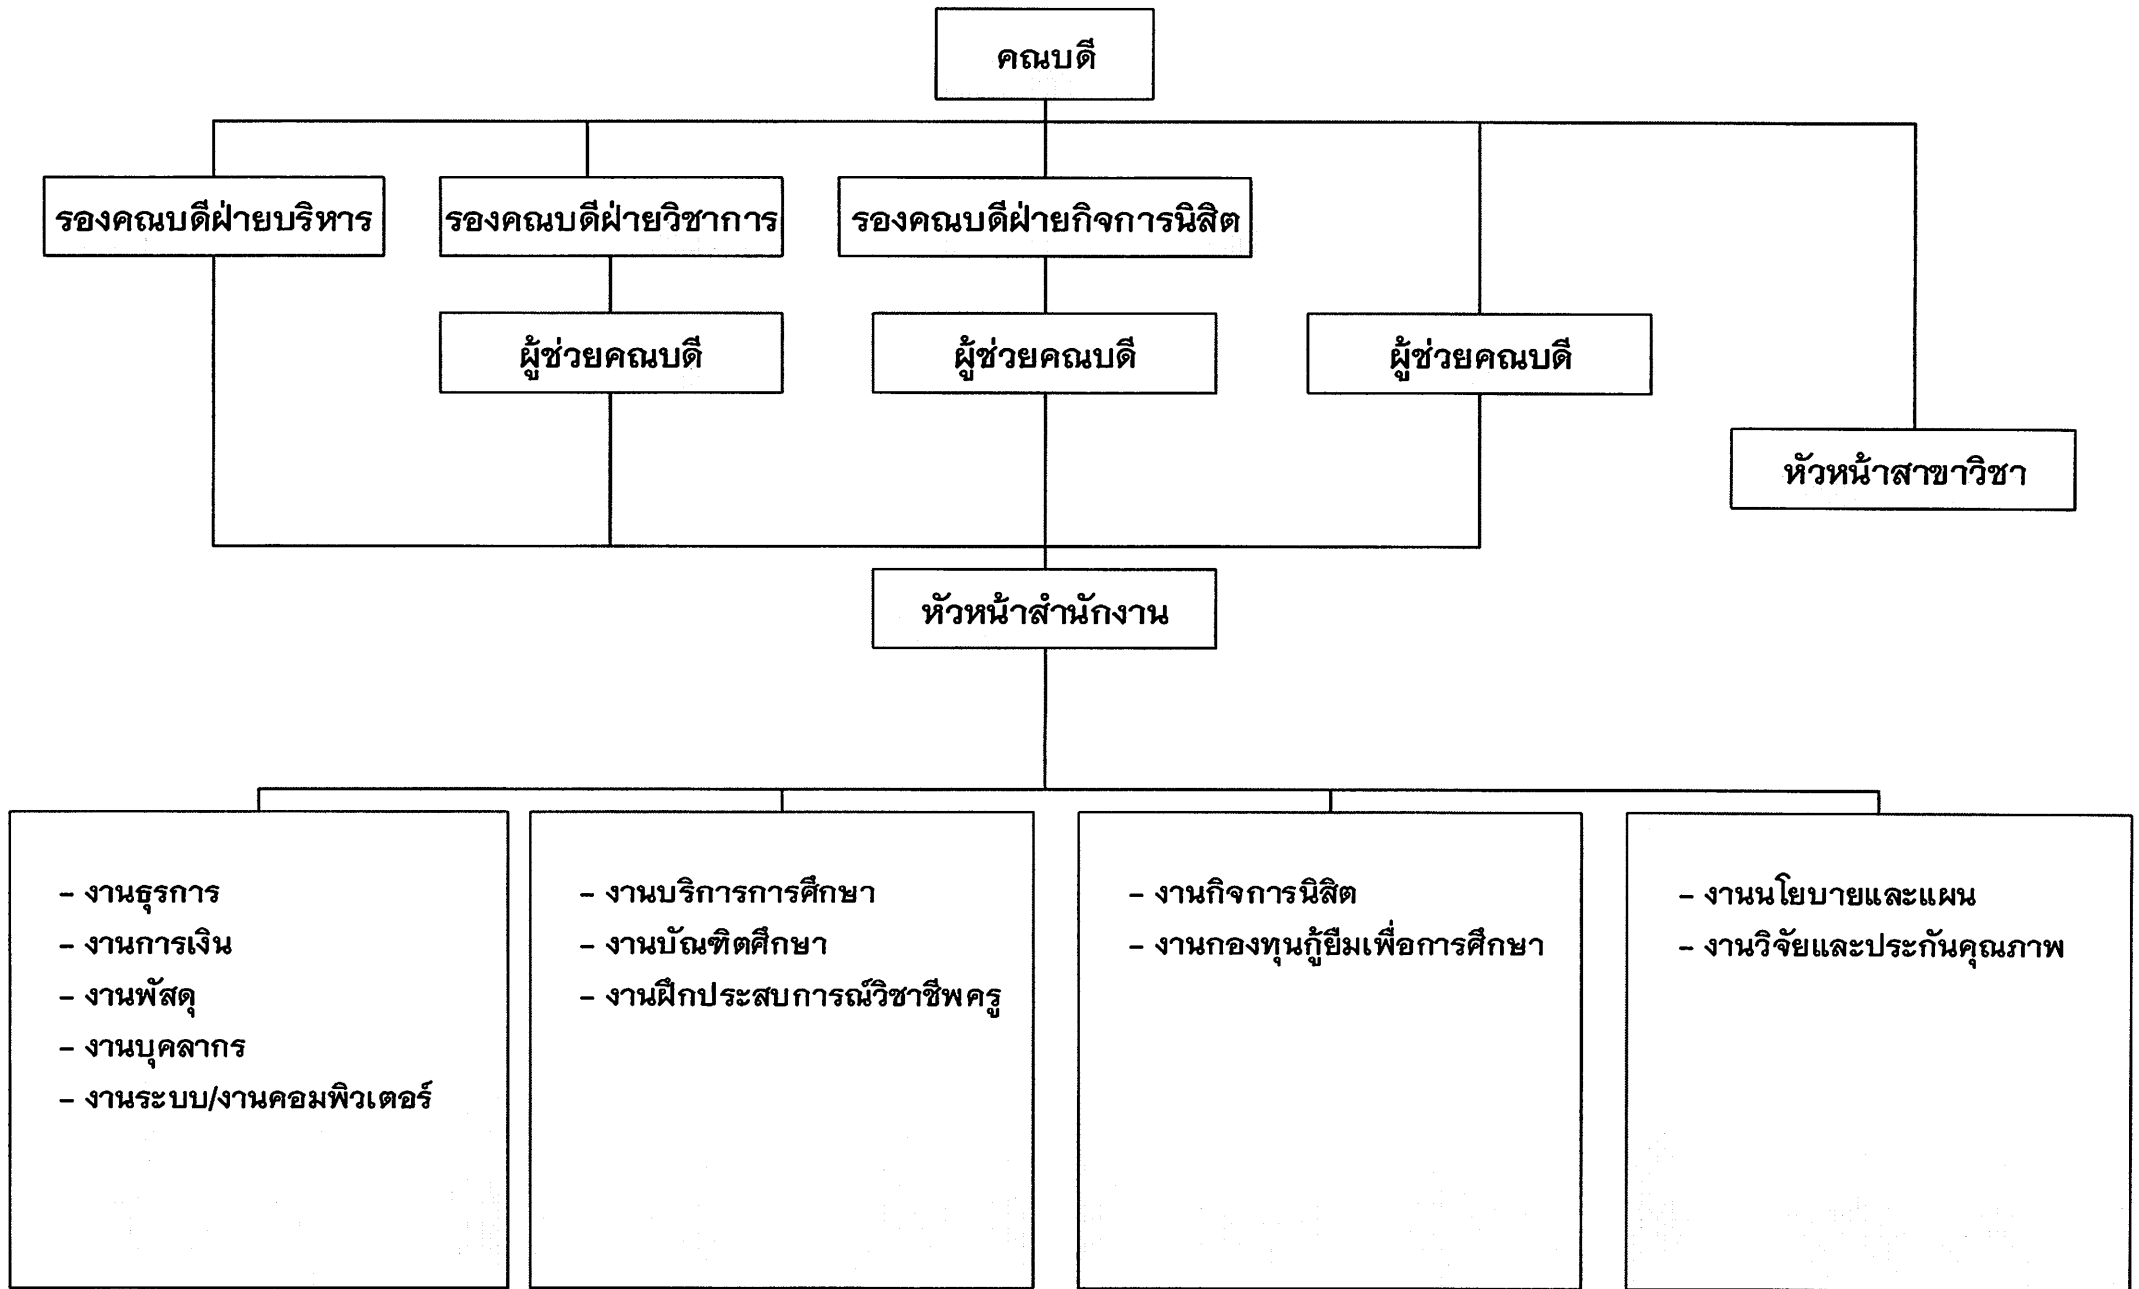 คณบดี
รองคณบดีฝ่ายบริหาร
รองคณบดีฝ่ายวิชาการ
รองคณบดีฝ่ายกิจการนิสิต
ผู้ช่วยคณบดี
ผู้ช่วยคณบดี
ผู้ช่วยคณบดี
หัวหน้าสาขาวิชา
หัวหน้าสำนักงาน
– งานธุรการ
– งานการเงิน
– งานพัสดุ
– งานบุคลากร
– งานระบบ/งานคอมพิวเตอร์
– งานบริการการศึกษา
– งานบัณฑิตศึกษา
– งานฝึกประสบการณ์วิชาชีพครู
– งานกิจการนิสิต
– งานกองทุนกู้ยืมเพื่อการศึกษา
– งานนโยบายและแผน
– งานวิจัยและประกันคุณภาพ